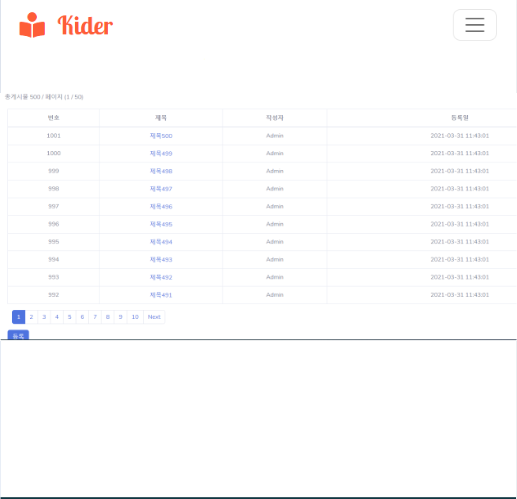 Kider
총게시물 500 / 페이지 (1 / 50)
번호 제목 작성자 등록일
1001 제목500 Admin 2021-03-31 11:43:01
1000 제목499 Admin 2021-03-31 11:43:01
999 제목498 Admin 2021-03-31 11:43:01
998 제목497 Admin 2021-03-31 11:43:01
997 제목496 Admin 2021-03-31 11:43:01
996 제목495 Admin 2021-03-31 11:43:01
995 제목494 Admin 2021-03-31 11:43:01
994 제목493 Admin 2021-03-31 11:43:01
993 제목492 Admin 2021-03-31 11:43:01
992 제목491 Admin 2021-03-31 11:43:01
1 2 3 4 5 6 7 8 9 10 Next
등록